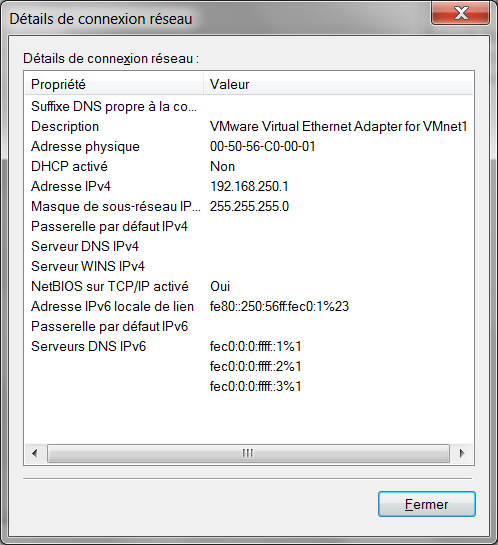 Détails de connexion réseau
Détails de connexion réseau :
Propriété Valeur
Suffixe DNS propre à la co...
Description VMware Virtual Ethernet Adapter for VMnet1
Adresse physique 00-50-56-C0-00-01
DHCP activé Non
Adresse IPv4 192.168.250.1
Masque de sous-réseau IP... 255.255.255.0
Passerelle par défaut IPv4
Serveur DNS IPv4
Serveur WINS IPv4
NetBIOS sur TCP/IP activé Oui
Adresse IPv6 locale de lien fe80::250:56ff:fec0:1%23
Passerelle par défaut IPv6
Serveurs DNS IPv6 fec0:0:0:ffff::1%1
fec0:0:0:ffff::2%1
fec0:0:0:ffff::3%1
Fermer